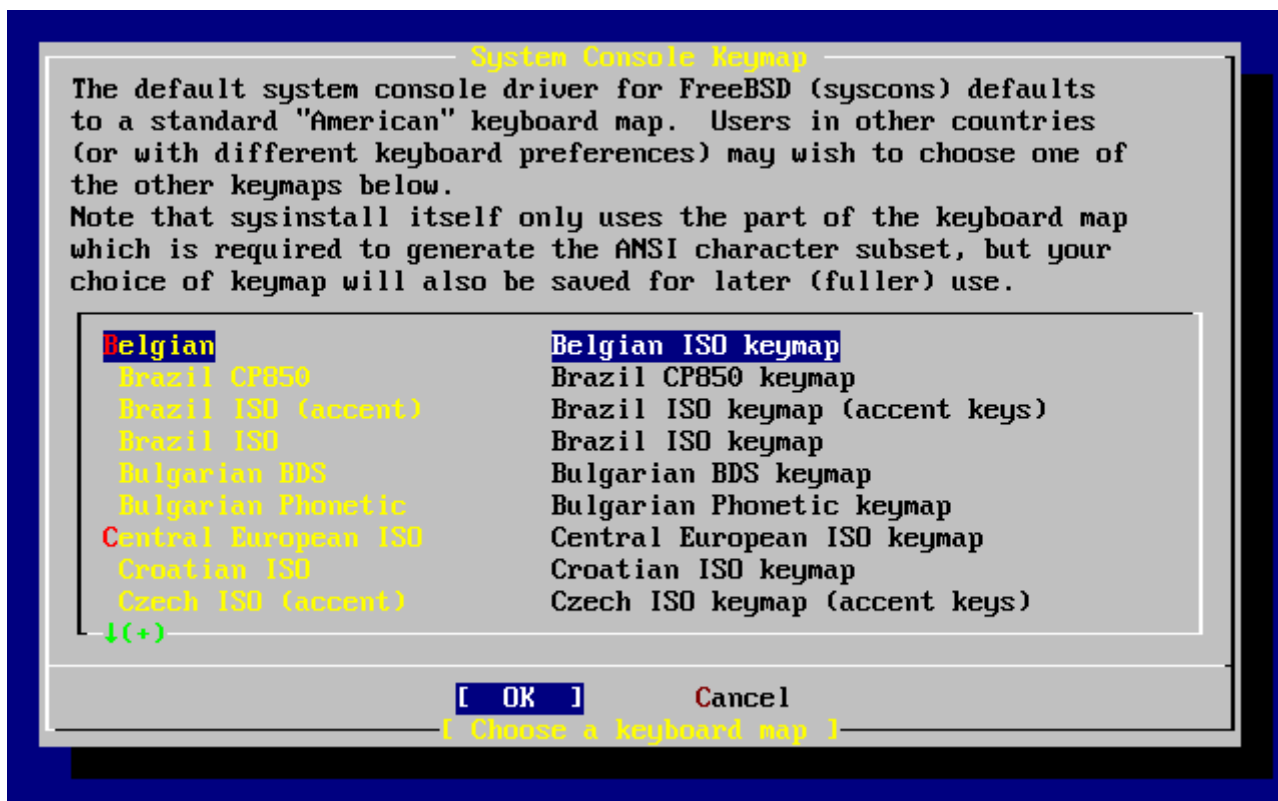 System Console Keymap
The default system console driver for FreeBSD (syscons) defaults
to a standard "American" keyboard map.  Users in other countries
(or with different keyboard preferences) may wish to choose one of
the other keymaps below.
Note that sysinstall itself only uses the part of the keyboard map
which is required to generate the ANSI character subset, but your
choice of keymap will also be saved for later (fuller) use.
Belgian Belgian ISO keymap
Brazil CP850 Brazil CP850 keymap
Brazil ISO (accent) Brazil ISO keymap (accent keys)
Brazil ISO Brazil ISO keymap
Bulgarian BDS Bulgarian BDS keymap
Bulgarian Phonetic Bulgarian Phonetic keymap
Central European ISO Central European ISO keymap
Croatian ISO Croatian ISO keymap
Czech ISO (accent) Czech ISO keymap (accent keys)
↓(+)
[ OK ] Cancel
[ Choose a keyboard map ]